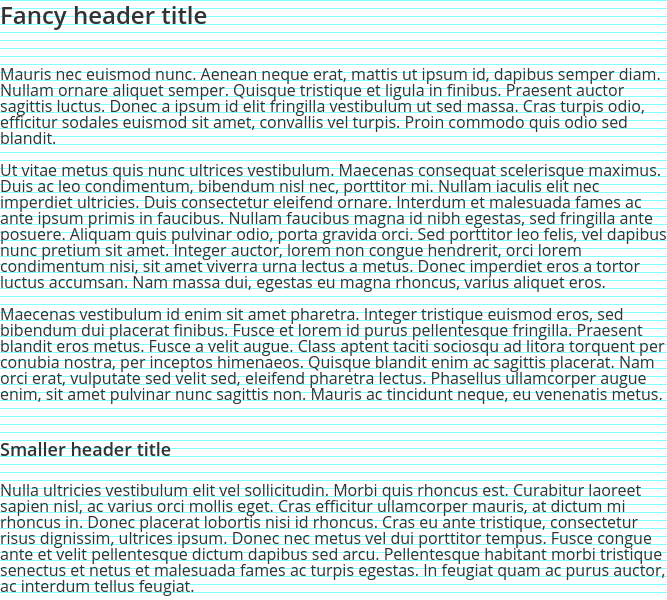 Fancy header title
Mauris nec euismod nunc. Aenean neque erat, mattis ut ipsum id, dapibus semper diam.
Nullam ornare aliquet semper. Quisque tristique et ligula in finibus. Praesent auctor
sagittis luctus. Donec a ipsum id elit fringilla vestibulum ut sed massa. Cras turpis odio,
efficitur sodales euismod sit amet, convallis vel turpis. Proin commodo quis odio sed
blandit.
Ut vitae metus quis nunc ultrices vestibulum. Maecenas consequat scelerisque maximus.
Duis ac leo condimentum, bibendum nisl nec, porttitor mi. Nullam iaculis elit nec
imperdiet ultricies. Duis consectetur eleifend ornare. Interdum et malesuada fames ac
ante ipsum primis in faucibus. Nullam faucibus magna id nibh egestas, sed fringilla ante
posuere. Aliquam quis pulvinar odio, porta gravida orci. Sed porttitor leo felis, vel dapibus
nunc pretium sit amet. Integer auctor, lorem non congue hendrerit, orci lorem
condimentum nisi, sit amet viverra urna lectus a metus. Donec imperdiet eros a tortor
luctus accumsan. Nam massa dui, egestas eu magna rhoncus, varius aliquet eros.
Maecenas vestibulum id enim sit amet pharetra. Integer tristique euismod eros, sed
bibendum dui placerat finibus. Fusce et lorem id purus pellentesque fringilla. Praesent
blandit eros metus. Fusce a velit augue. Class aptent taciti sociosqu ad litora torquent per
conubia nostra, per inceptos himenaeos. Quisque blandit enim ac sagittis placerat. Nam
orci erat, vulputate sed velit sed, eleifend pharetra lectus. Phasellus ullamcorper augue
enim, sit amet pulvinar nunc sagittis non. Mauris ac tincidunt neque, eu venenatis metus.
Smaller header title
Nulla ultricies vestibulum elit vel sollicitudin. Morbi quis rhoncus est. Curabitur laoreet
sapien nisl, ac varius orci mollis eget. Cras efficitur ullamcorper mauris, at dictum mi
rhoncus in. Donec placerat lobortis nisi id rhoncus. Cras eu ante tristique, consectetur
risus dignissim, ultrices ipsum. Donec nec metus vel dui porttitor tempus. Fusce congue
ante et velit pellentesque dictum dapibus sed arcu. Pellentesque habitant morbi tristique
senectus et netus et malesuada fames ac turpis egestas. In feugiat quam ac purus auctor,
ac interdum tellus feugiat.